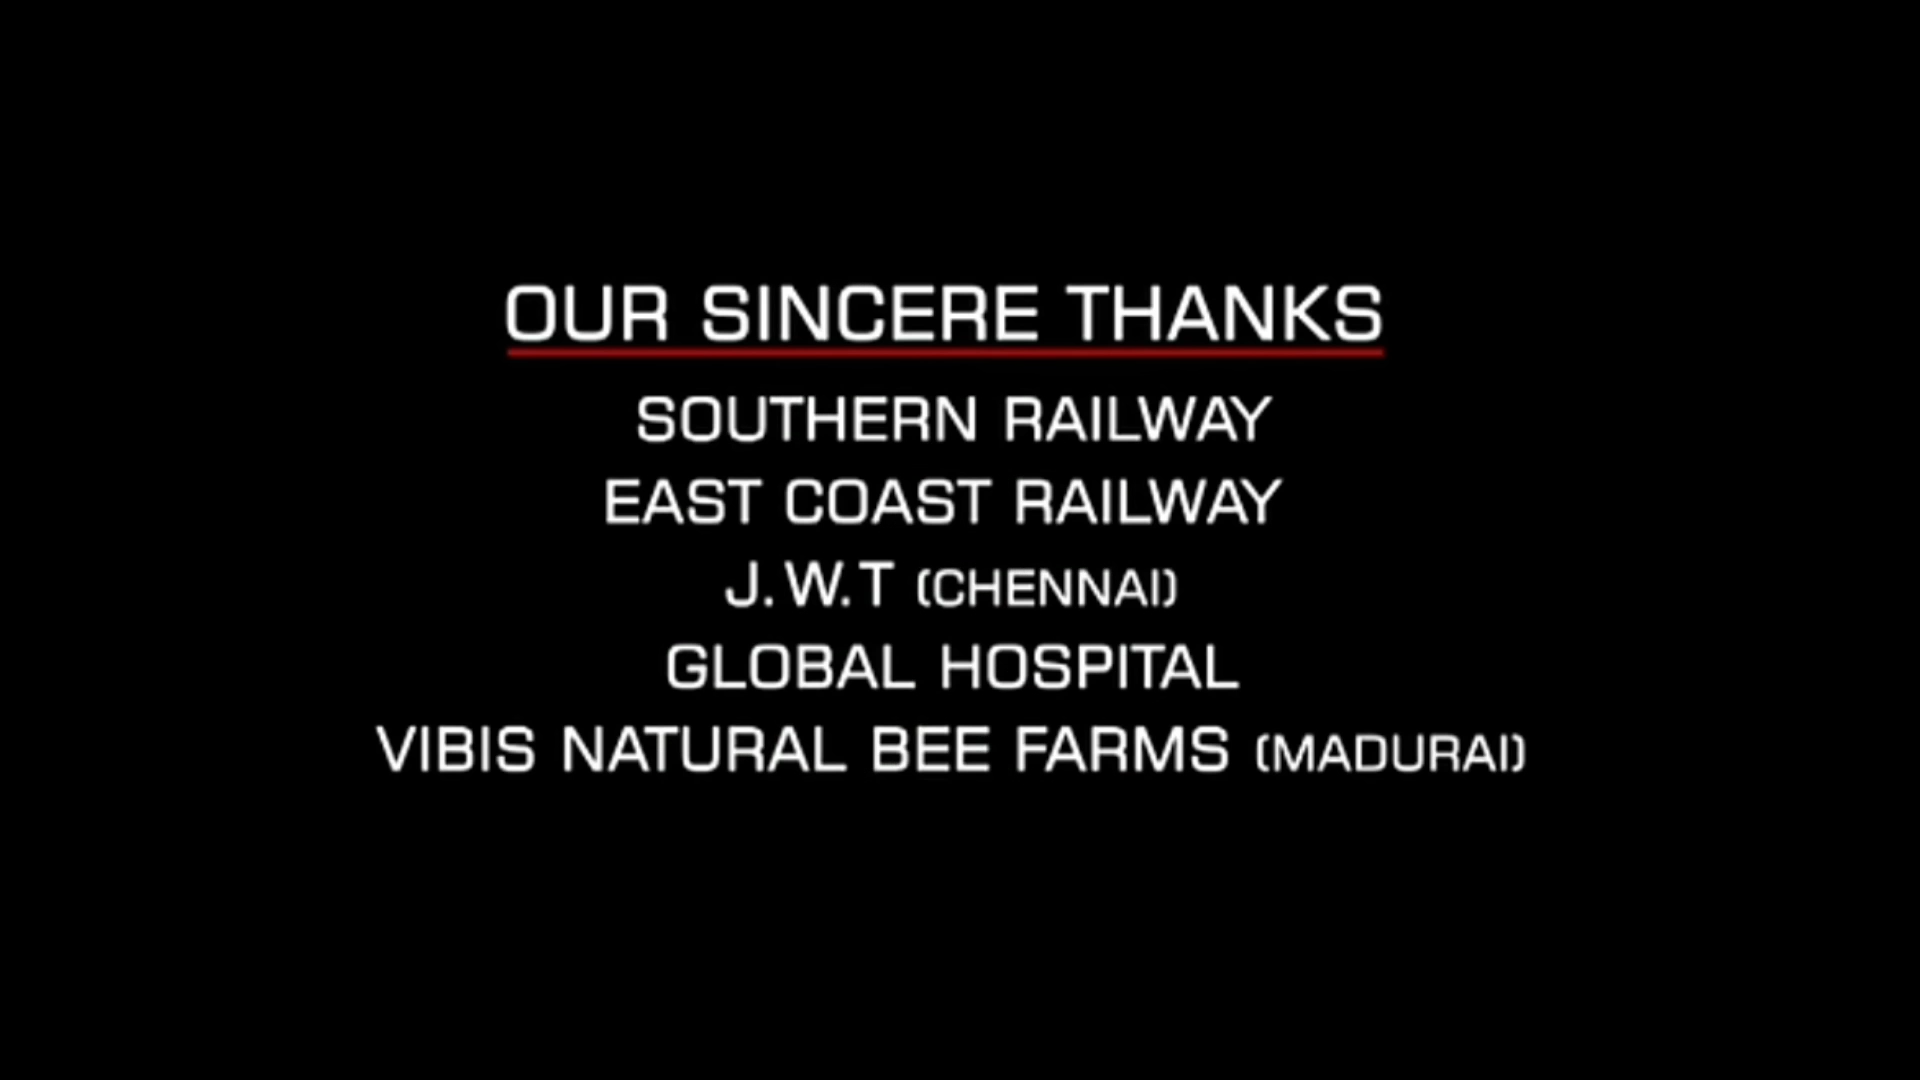 OUR SINCERE THANKS
SOUTHERN RAILWAY
EAST COAST RAILWAY
J.W.T (CHENNAI)
GLOBAL HOSPITAL
VIBIS NATURAL BEE FARMS (MADURAI)